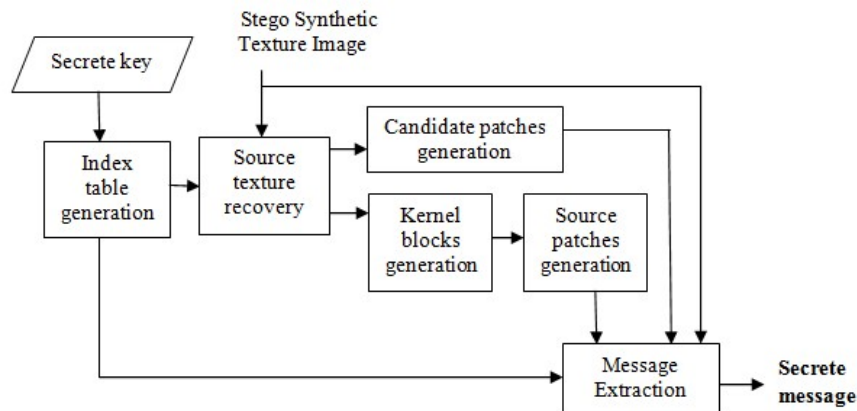 Stego Synthetic
Texture Image
Secrete key
Candidate patches
generation
Index
table
generation
Source
texture
recovery
Kernel
blocks
generation
Source
patches
generation
Message
Extraction
Secrete
message